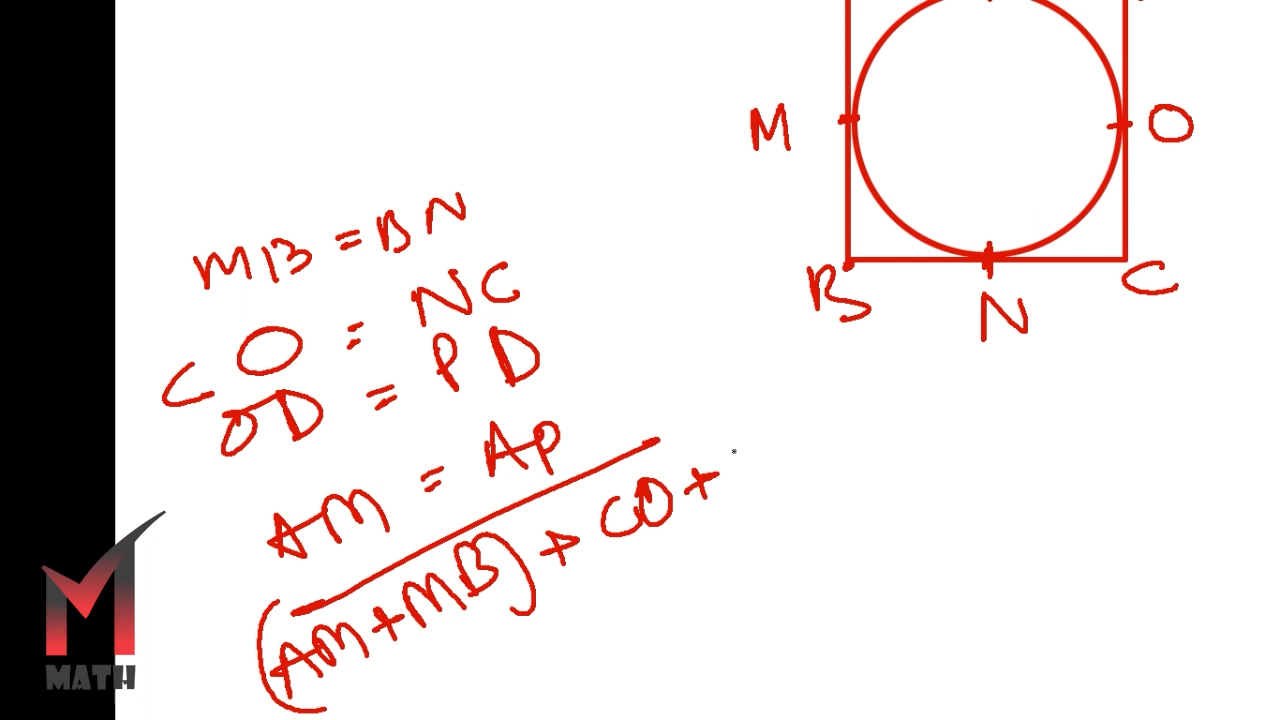 M
O
B
N
C
MB = BN
CO = NC
OD = PD
AM = AP
(AM+MB) + CO +
MATH